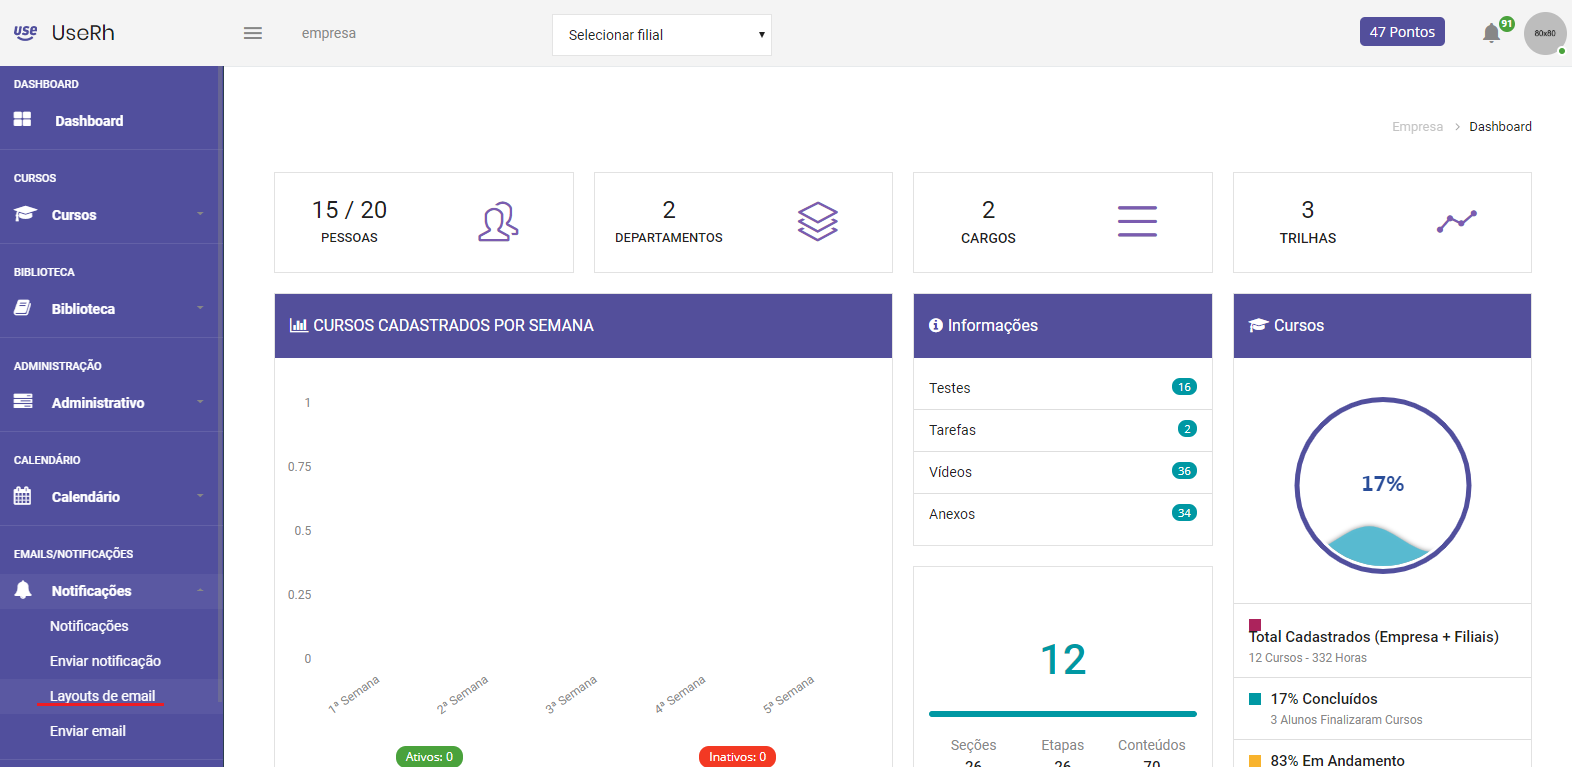 use UseRh
empresa
Selecionar filial
47 Pontos
91
80x80
DASHBOARD
Dashboard
CURSOS
Cursos
BIBLIOTECA
Biblioteca
ADMINISTRAÇÃO
Administrativo
CALENDÁRIO
Calendário
EMAILS/NOTIFICAÇÕES
Notificações
Notificações
Enviar notificação
Layouts de email
Enviar email
Empresa > Dashboard
15 / 20
PESSOAS
2
DEPARTAMENTOS
2
CARGOS
3
TRILHAS
CURSOS CADASTRADOS POR SEMANA
1
0.75
0.5
0.25
0
1ª Semana
2ª Semana
3ª Semana
4ª Semana
5ª Semana
Ativos: 0
Inativos: 0
Informações
Testes 16
Tarefas 2
Vídeos 36
Anexos 34
12
Seções Etapas Conteúdos
26 26 70
Cursos
17%
Total Cadastrados (Empresa + Filiais)
12 Cursos - 332 Horas
17% Concluídos
3 Alunos Finalizaram Cursos
83% Em Andamento